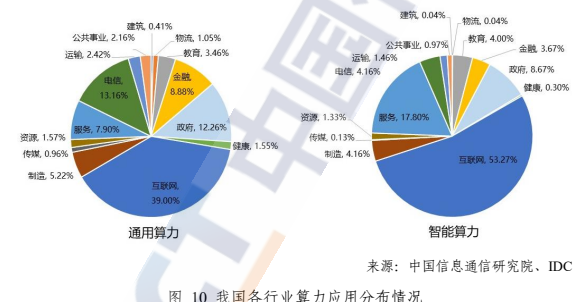 建筑, 0.41%
公共事业, 2.16%
物流, 1.05%
运输, 2.42%
教育, 3.46%
电信, 13.16%
金融, 8.88%
服务, 7.90%
政府, 12.26%
资源, 1.57%
健康, 1.55%
传媒, 0.96%
制造, 5.22%
互联网, 39.00%
通用算力
建筑, 0.04%
物流, 0.04%
公共事业, 0.97%
教育, 4.00%
运输, 1.46%
金融, 3.67%
电信, 4.16%
政府, 8.67%
健康, 0.30%
资源, 1.33%
服务, 17.80%
传媒, 0.13%
制造, 4.16%
互联网, 53.27%
智能算力
来源：中国信息通信研究院、IDC
图 10 我国各行业算力应用分布情况